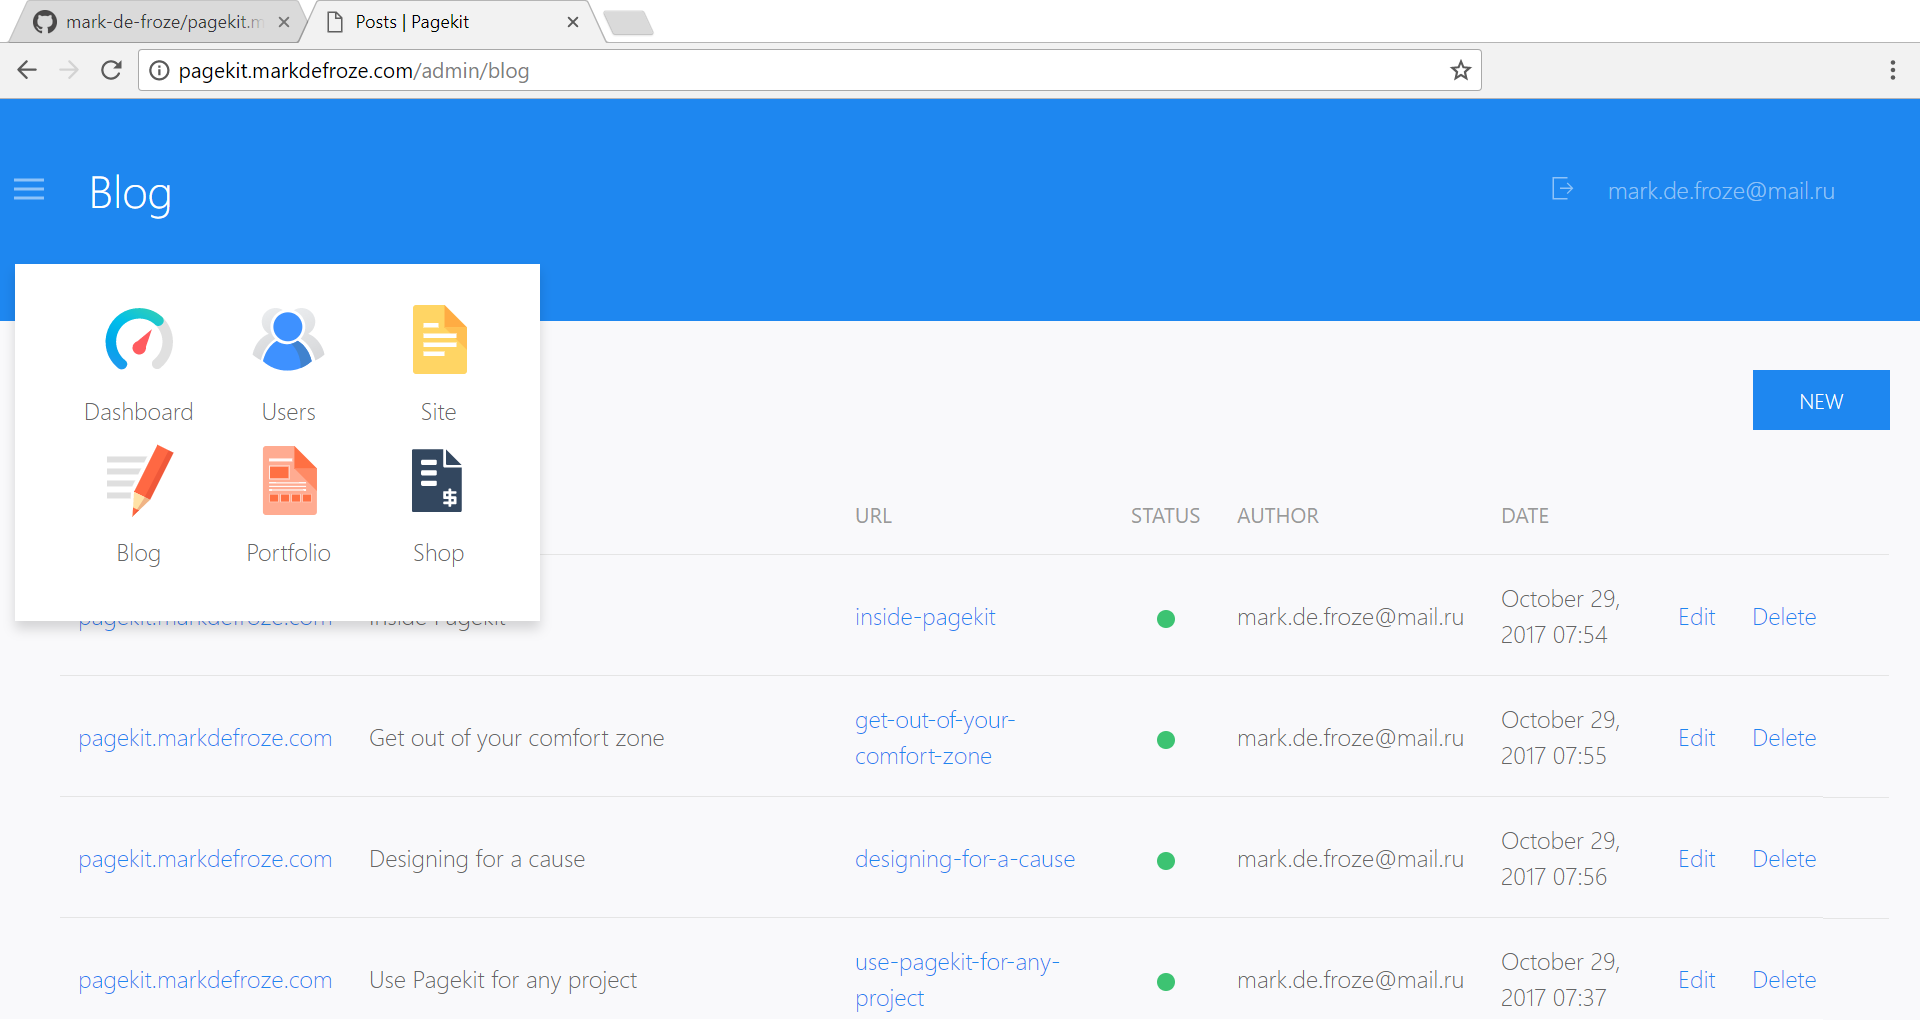 mark-de-froze/pagekit.m
Posts | Pagekit
pagekit.markdefroze.com/admin/blog
Blog
mark.de.froze@mail.ru
Dashboard
Users
Site
Blog
Portfolio
Shop
NEW
URL
STATUS
AUTHOR
DATE
pagekit.markdefroze.com
Inside Pagekit
inside-pagekit
mark.de.froze@mail.ru
October 29,
2017 07:54
Edit
Delete
pagekit.markdefroze.com
Get out of your comfort zone
get-out-of-your-
comfort-zone
mark.de.froze@mail.ru
October 29,
2017 07:55
Edit
Delete
pagekit.markdefroze.com
Designing for a cause
designing-for-a-cause
mark.de.froze@mail.ru
October 29,
2017 07:56
Edit
Delete
pagekit.markdefroze.com
Use Pagekit for any project
use-pagekit-for-any-
project
mark.de.froze@mail.ru
October 29,
2017 07:37
Edit
Delete